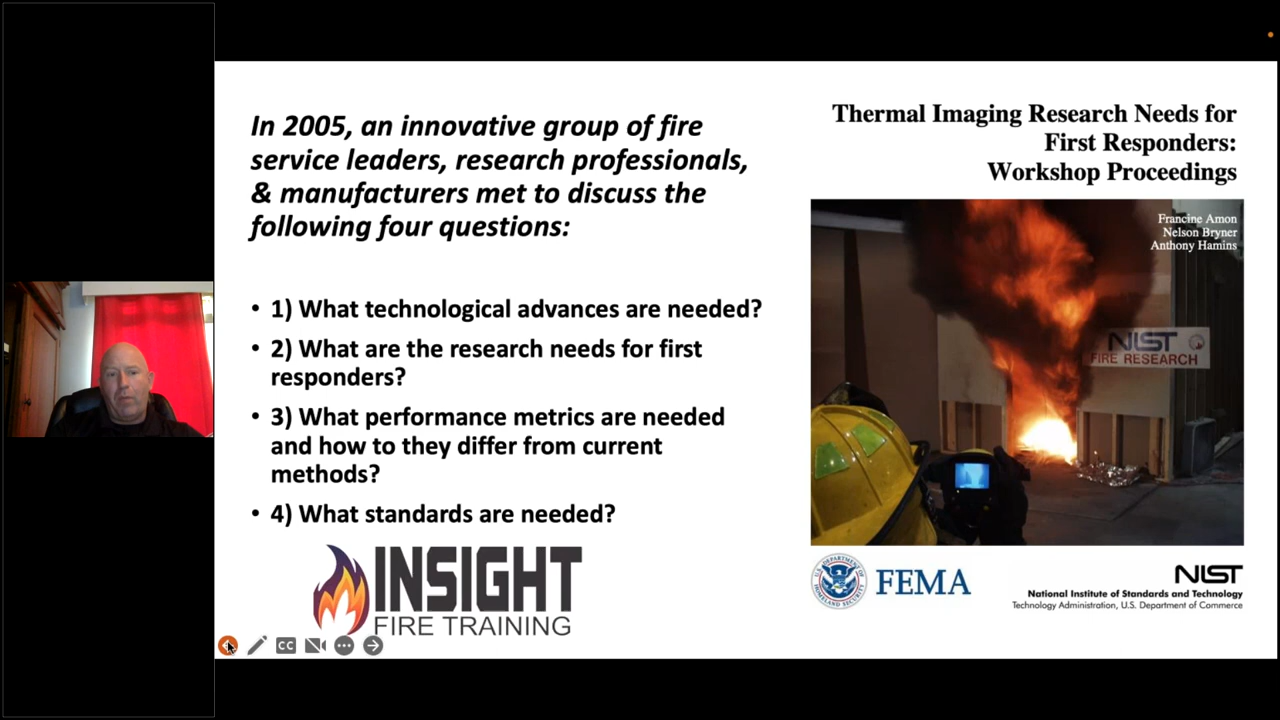 In 2005, an innovative group of fire
service leaders, research professionals,
& manufacturers met to discuss the
following four questions:
• 1) What technological advances are needed?
• 2) What are the research needs for first
responders?
• 3) What performance metrics are needed
and how to they differ from current
methods?
• 4) What standards are needed?
INSIGHT
FIRE TRAINING
CC
Thermal Imaging Research Needs for
First Responders:
Workshop Proceedings
Francine Amon
Nelson Bryner
Anthony Hamins
NIST
FIRE RESEARCH
FEMA
NIST
National Institute of Standards and Technology
Technology Administration, U.S. Department of Commerce